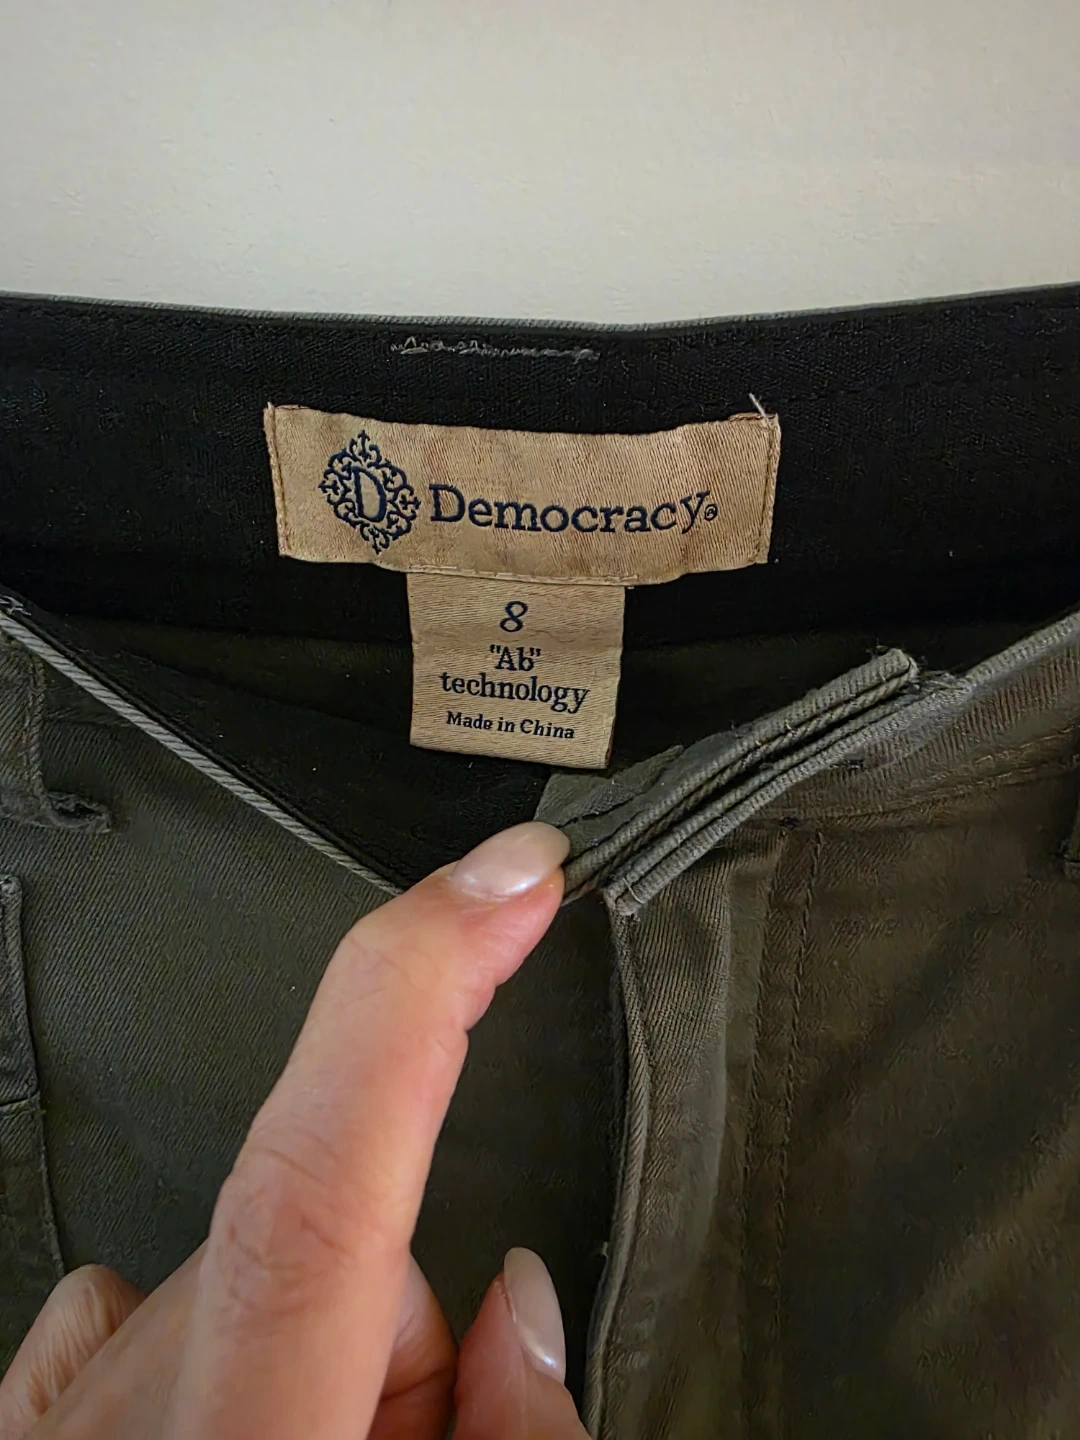 D Democracy®
8
"Ab"
technology
Made in China